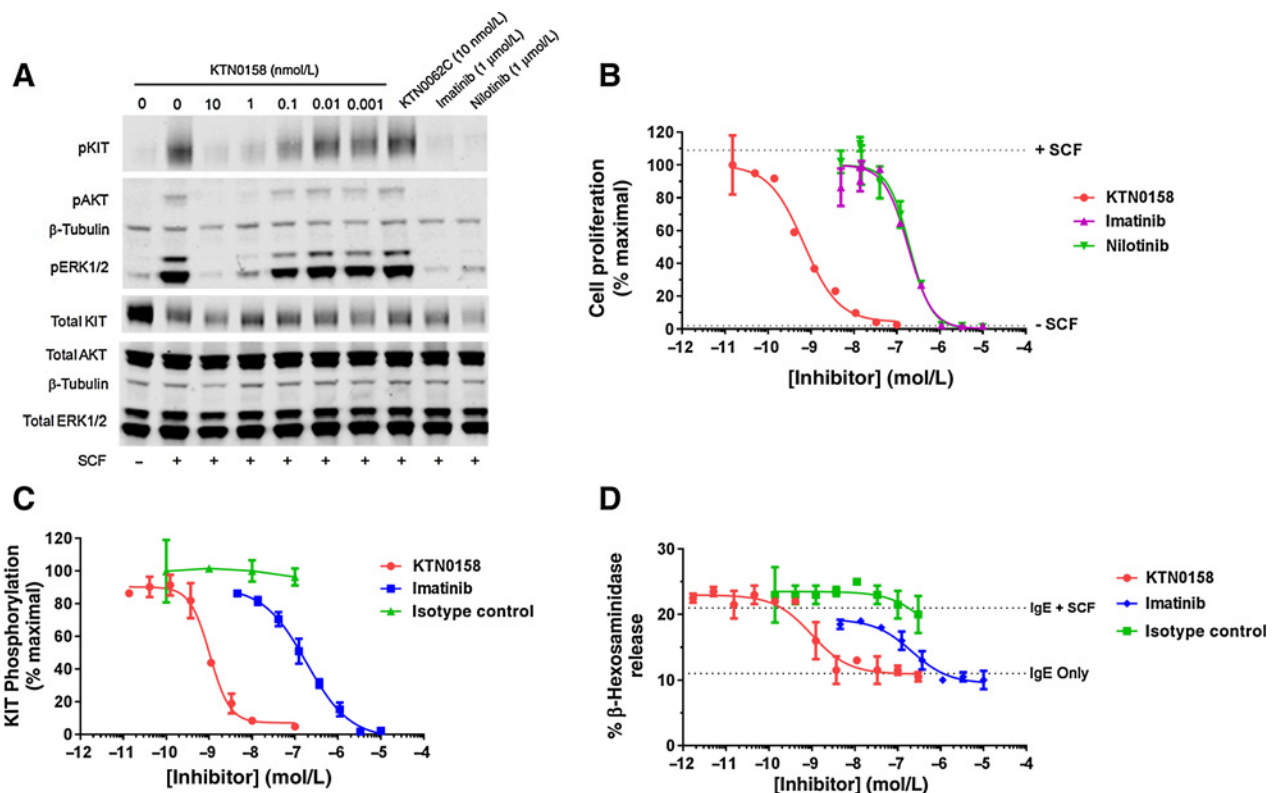 A
KTN0158 (nmol/L)
KTN0062C (10 nmol/L)
Imatinib (1 µmol/L)
Nilotinib (1 µmol/L)
0 0 10 1 0.1 0.01 0.001
pKIT
pAKT
β-Tubulin
pERK1/2
Total KIT
Total AKT
β-Tubulin
Total ERK1/2
SCF – + + + + + + + + +
B
Cell proliferation
(% maximal)
120
100
80
60
40
20
0
+ SCF
- SCF
KTN0158
Imatinib
Nilotinib
–12 –11 –10 –9 –8 –7 –6 –5 –4
[Inhibitor] (mol/L)
C
KIT Phosphorylation
(% maximal)
120
100
80
60
40
20
0
KTN0158
Imatinib
Isotype control
–12 –11 –10 –9 –8 –7 –6 –5 –4
[Inhibitor] (mol/L)
D
% β-Hexosaminidase
release
30
20
10
0
IgE + SCF
IgE Only
KTN0158
Imatinib
Isotype control
–12 –11 –10 –9 –8 –7 –6 –5 –4
[Inhibitor] (mol/L)